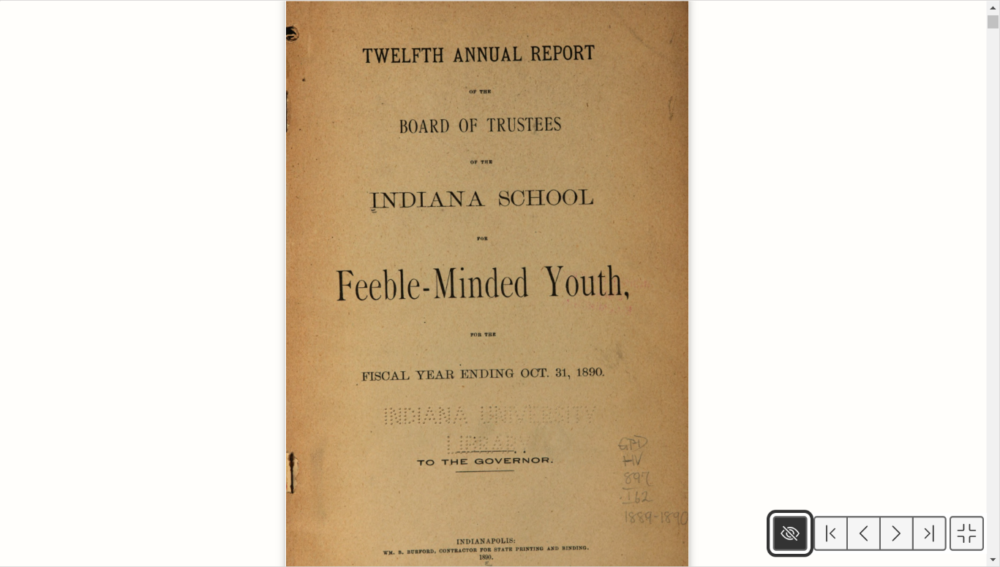 TWELFTH ANNUAL REPORT
OF THE
BOARD OF TRUSTEES
OF THE
INDIANA SCHOOL
FOR
Feeble-Minded Youth,
FOR THE
FISCAL YEAR ENDING OCT. 31, 1890.
INDIANA UNIVERSITY
LIBRARY
TO THE GOVERNOR.
GPD
HV
897
I62
1889-1890
INDIANAPOLIS:
WM. B. BURFORD, CONTRACTOR FOR STATE PRINTING AND BINDING.
1890.